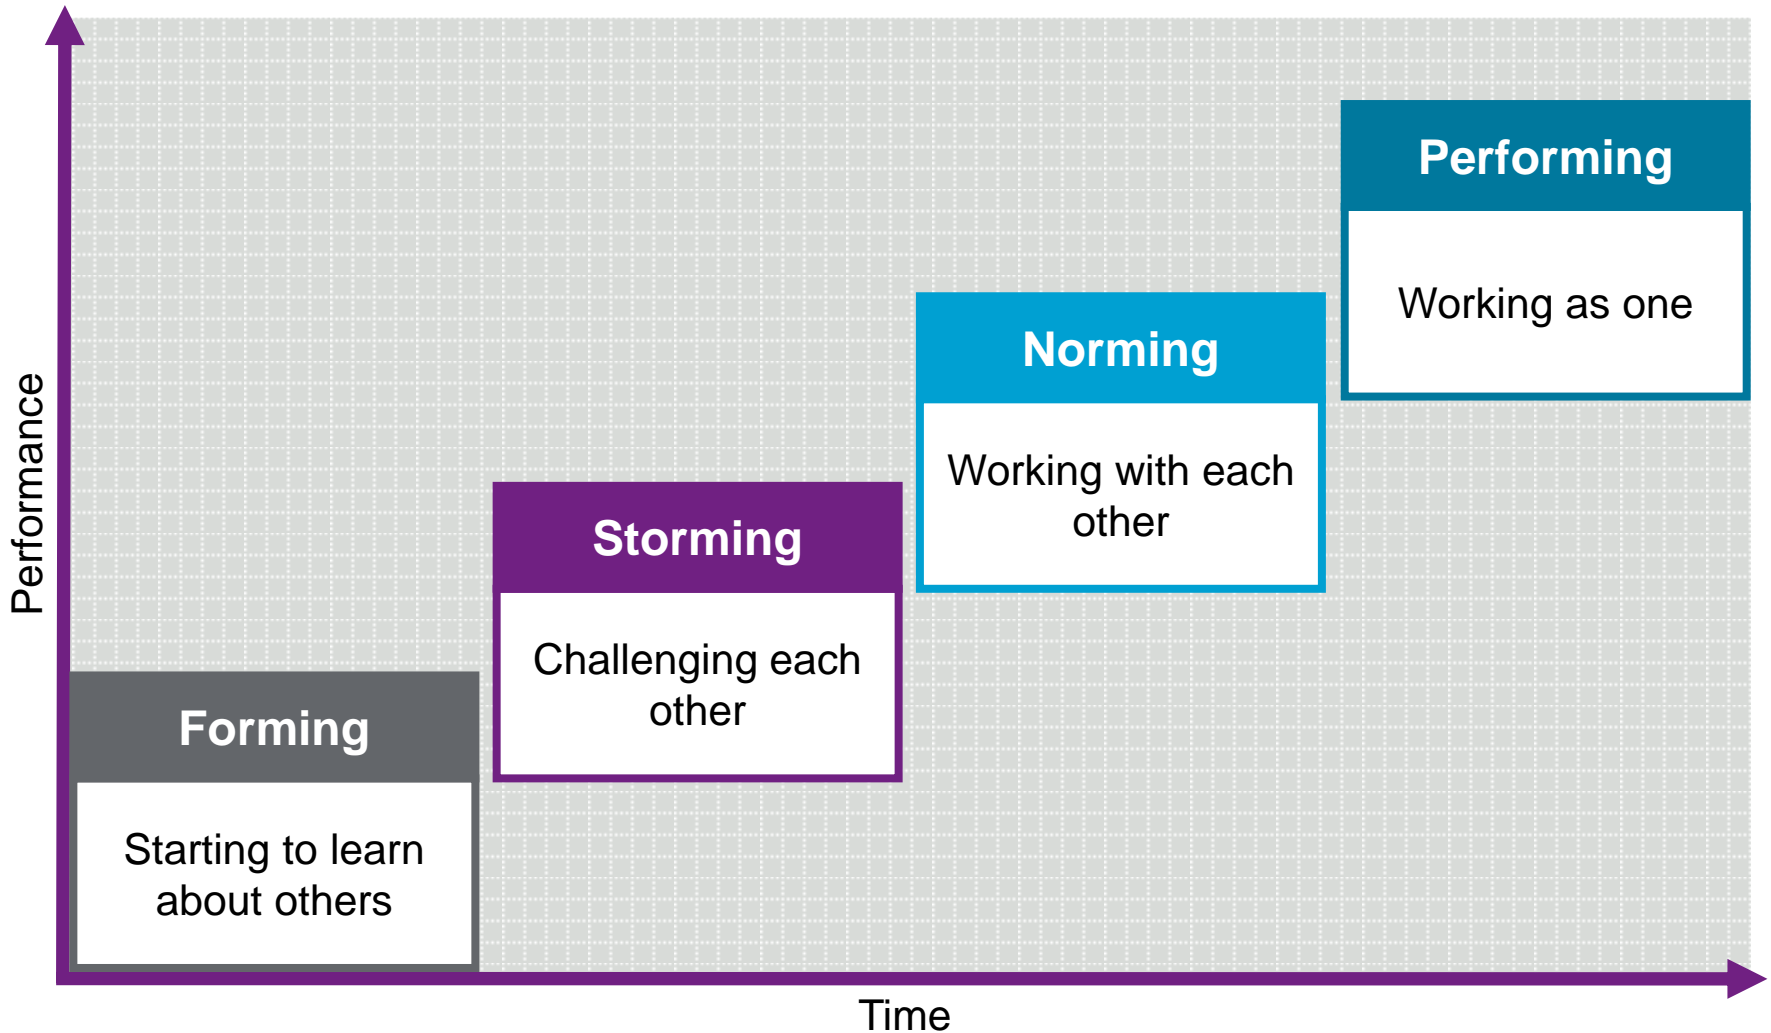 Performing
Working as one
Norming
Working with each
other
Storming
Challenging each
other
Forming
Starting to learn
about others
Performance
Time